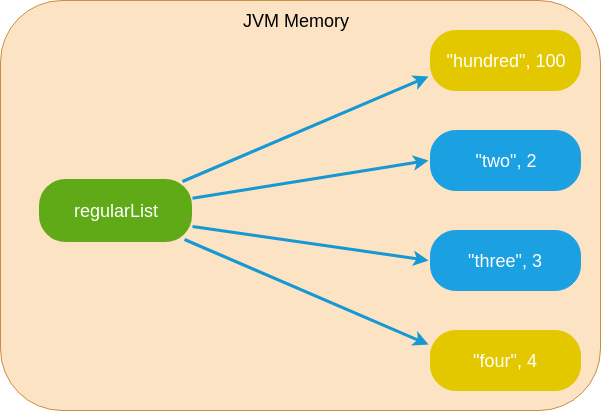 JVM Memory
"hundred", 100
"two", 2
regularList
"three", 3
"four", 4